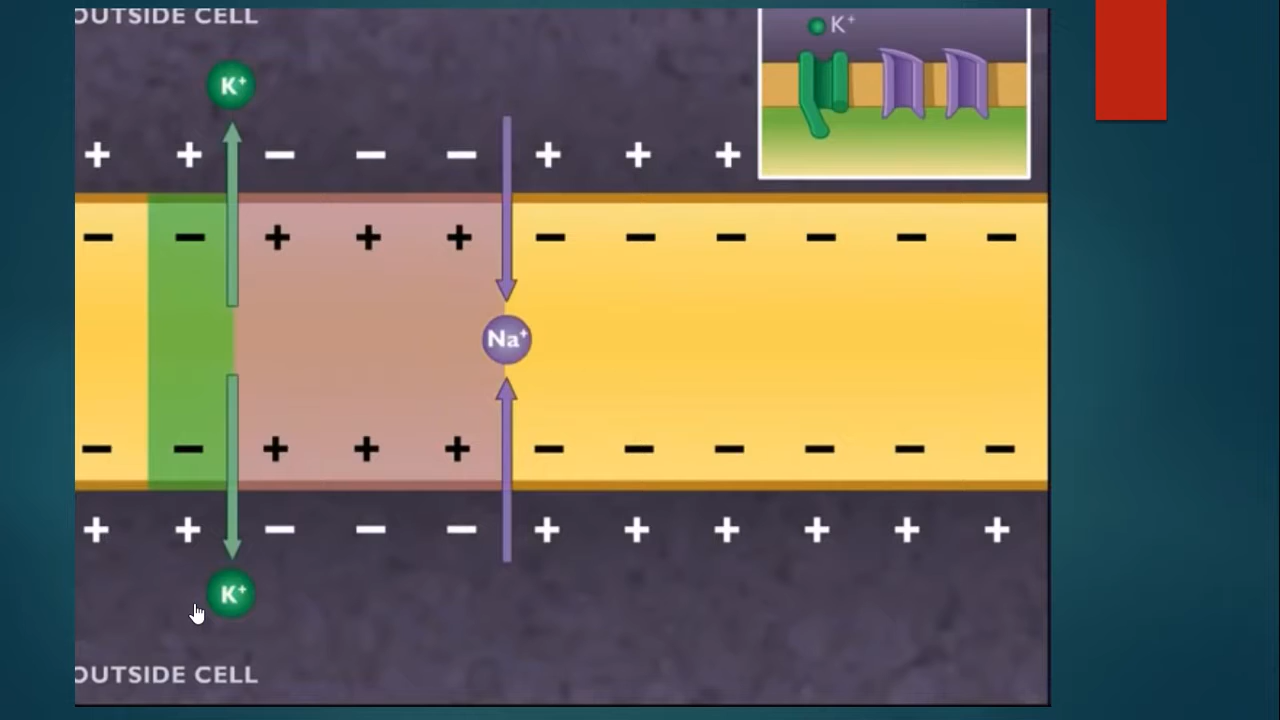 OUTSIDE CELL
K+
K+
+ + − − − + + +
− − + + + − − − − − −
Na+
− − + + + − − − − − −
+ + − − − + + + + + +
K+
OUTSIDE CELL